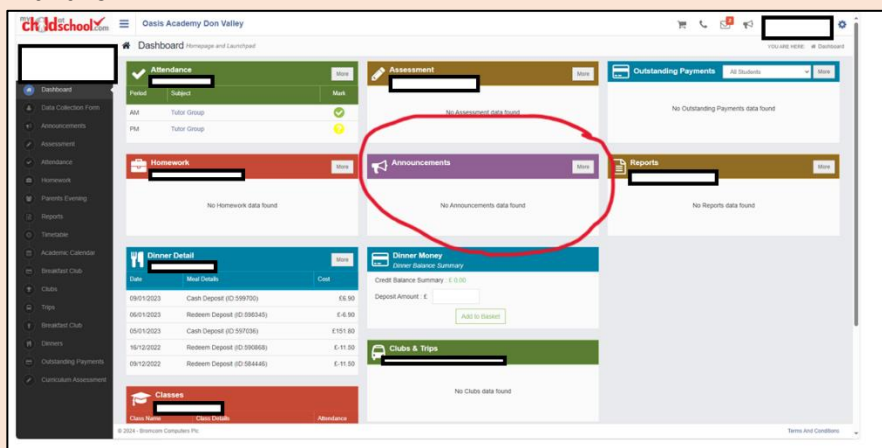 my child at school.com
Oasis Academy Don Valley
2
Dashboard Homepage and Launchpad
YOU ARE HERE: Dashboard
Dashboard
Data Collection Form
Announcements
Assessment
Attendance
Homework
Parents Evening
Reports
Timetable
Academic Calendar
Breakfast Club
Clubs
Trips
Breakfast Club
Dinners
Outstanding Payments
Curriculum Assessment
Attendance
More
Period Subject Mark
AM Tutor Group
PM Tutor Group ?
Assessment
More
No Assessment data found
Outstanding Payments All Students More
No Outstanding Payments data found
Homework
More
No Homework data found
Announcements
More
No Announcements data found
Reports
More
No Reports data found
Dinner Detail
More
Date Meal Details Cost
09/01/2023 Cash Deposit (ID:599700) £6.90
06/01/2023 Redeem Deposit (ID:598345) £-6.90
05/01/2023 Cash Deposit (ID:597036) £151.80
16/12/2022 Redeem Deposit (ID:590868) £-11.50
09/12/2022 Redeem Deposit (ID:584446) £-11.50
Dinner Money
Dinner Balance Summary
Credit Balance Summary : £ 0.00
Deposit Amount : £
Add to Basket
Clubs & Trips
No Clubs data found
Classes
Class Name Class Details Attendance
© 2024 - Bromcom Computers Plc
Terms And Conditions